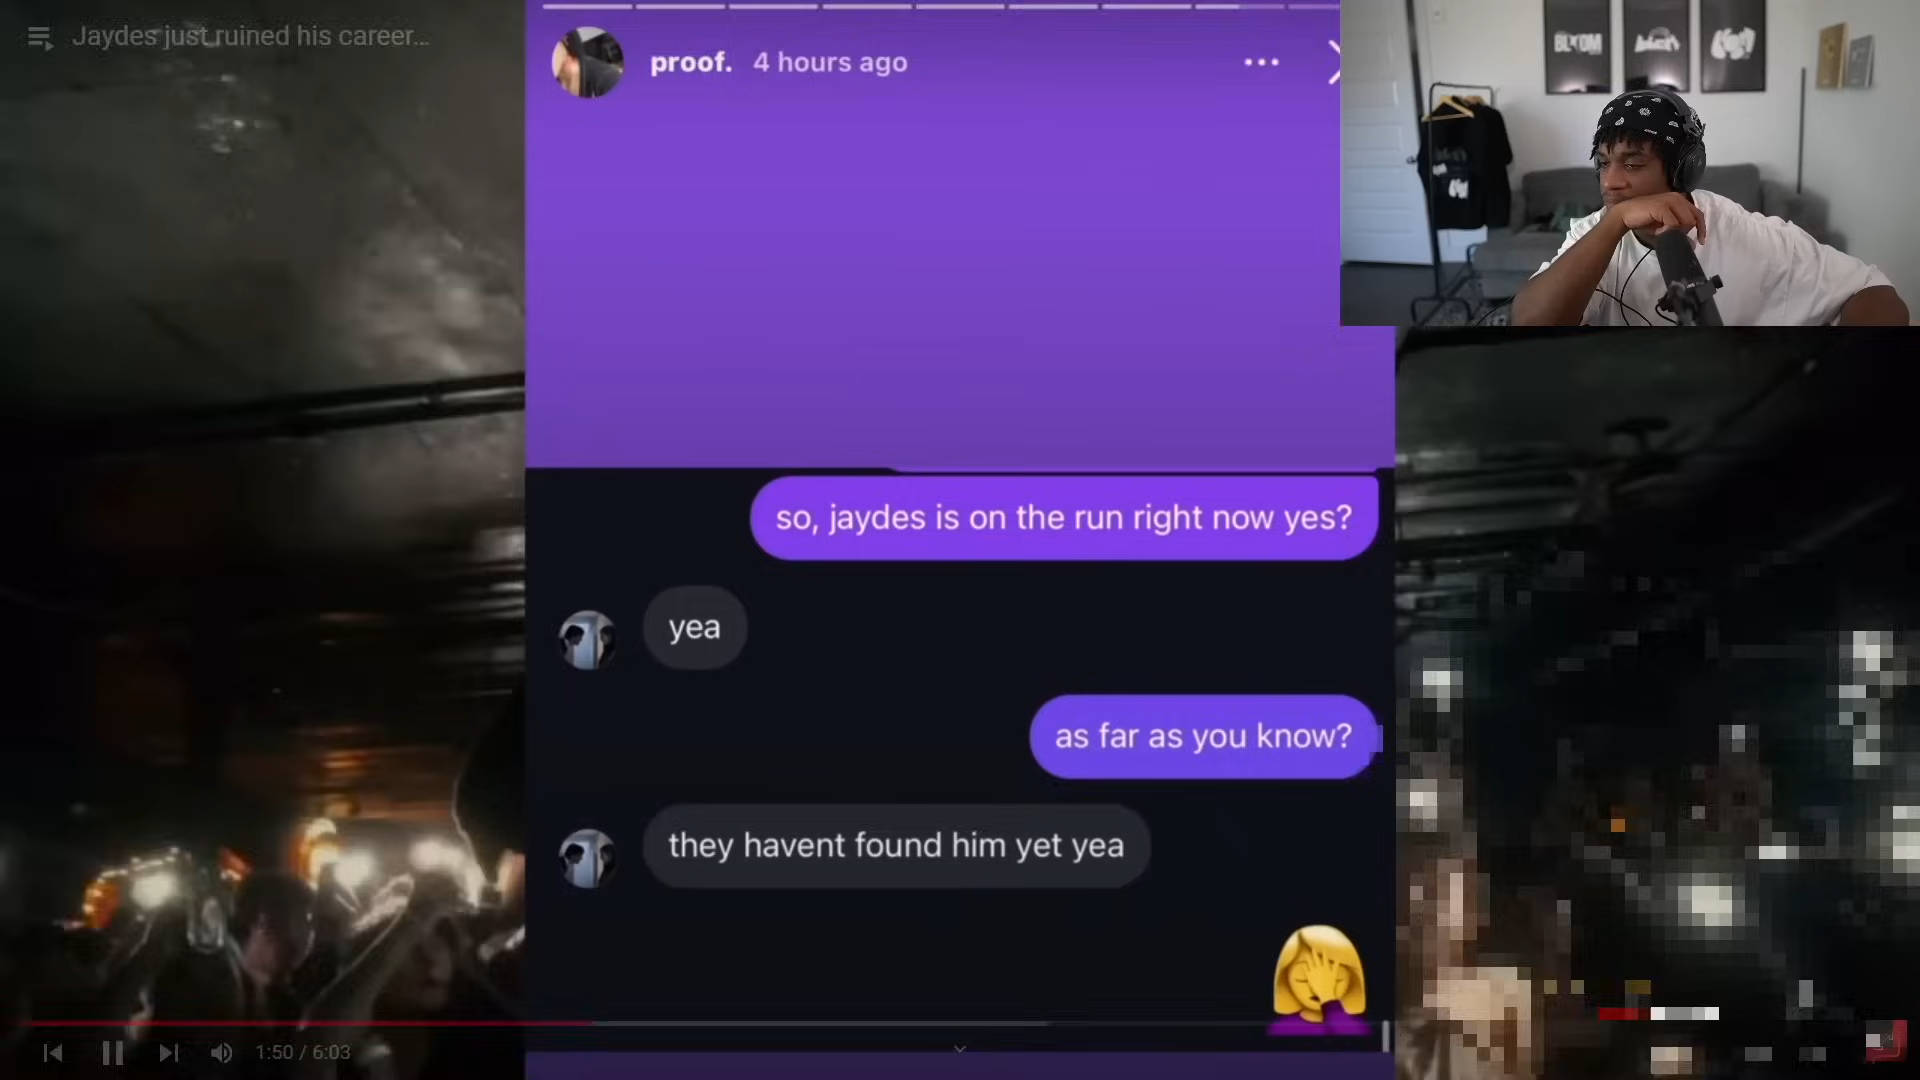 Jaydes just ruined his career...
proof. 4 hours ago
BLXDM
so, jaydes is on the run right now yes?
yea
as far as you know?
they havent found him yet yea
1:50 / 6:03